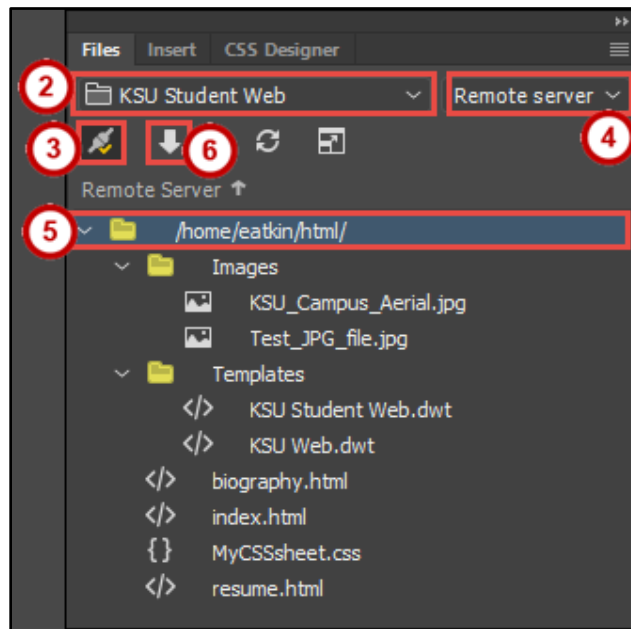 Files Insert CSS Designer
2 KSU Student Web Remote server
3 6 4
Remote Server
5 /home/eatkin/html/
Images
KSU_Campus_Aerial.jpg
Test_JPG_file.jpg
Templates
KSU Student Web.dwt
KSU Web.dwt
biography.html
index.html
MyCSSsheet.css
resume.html